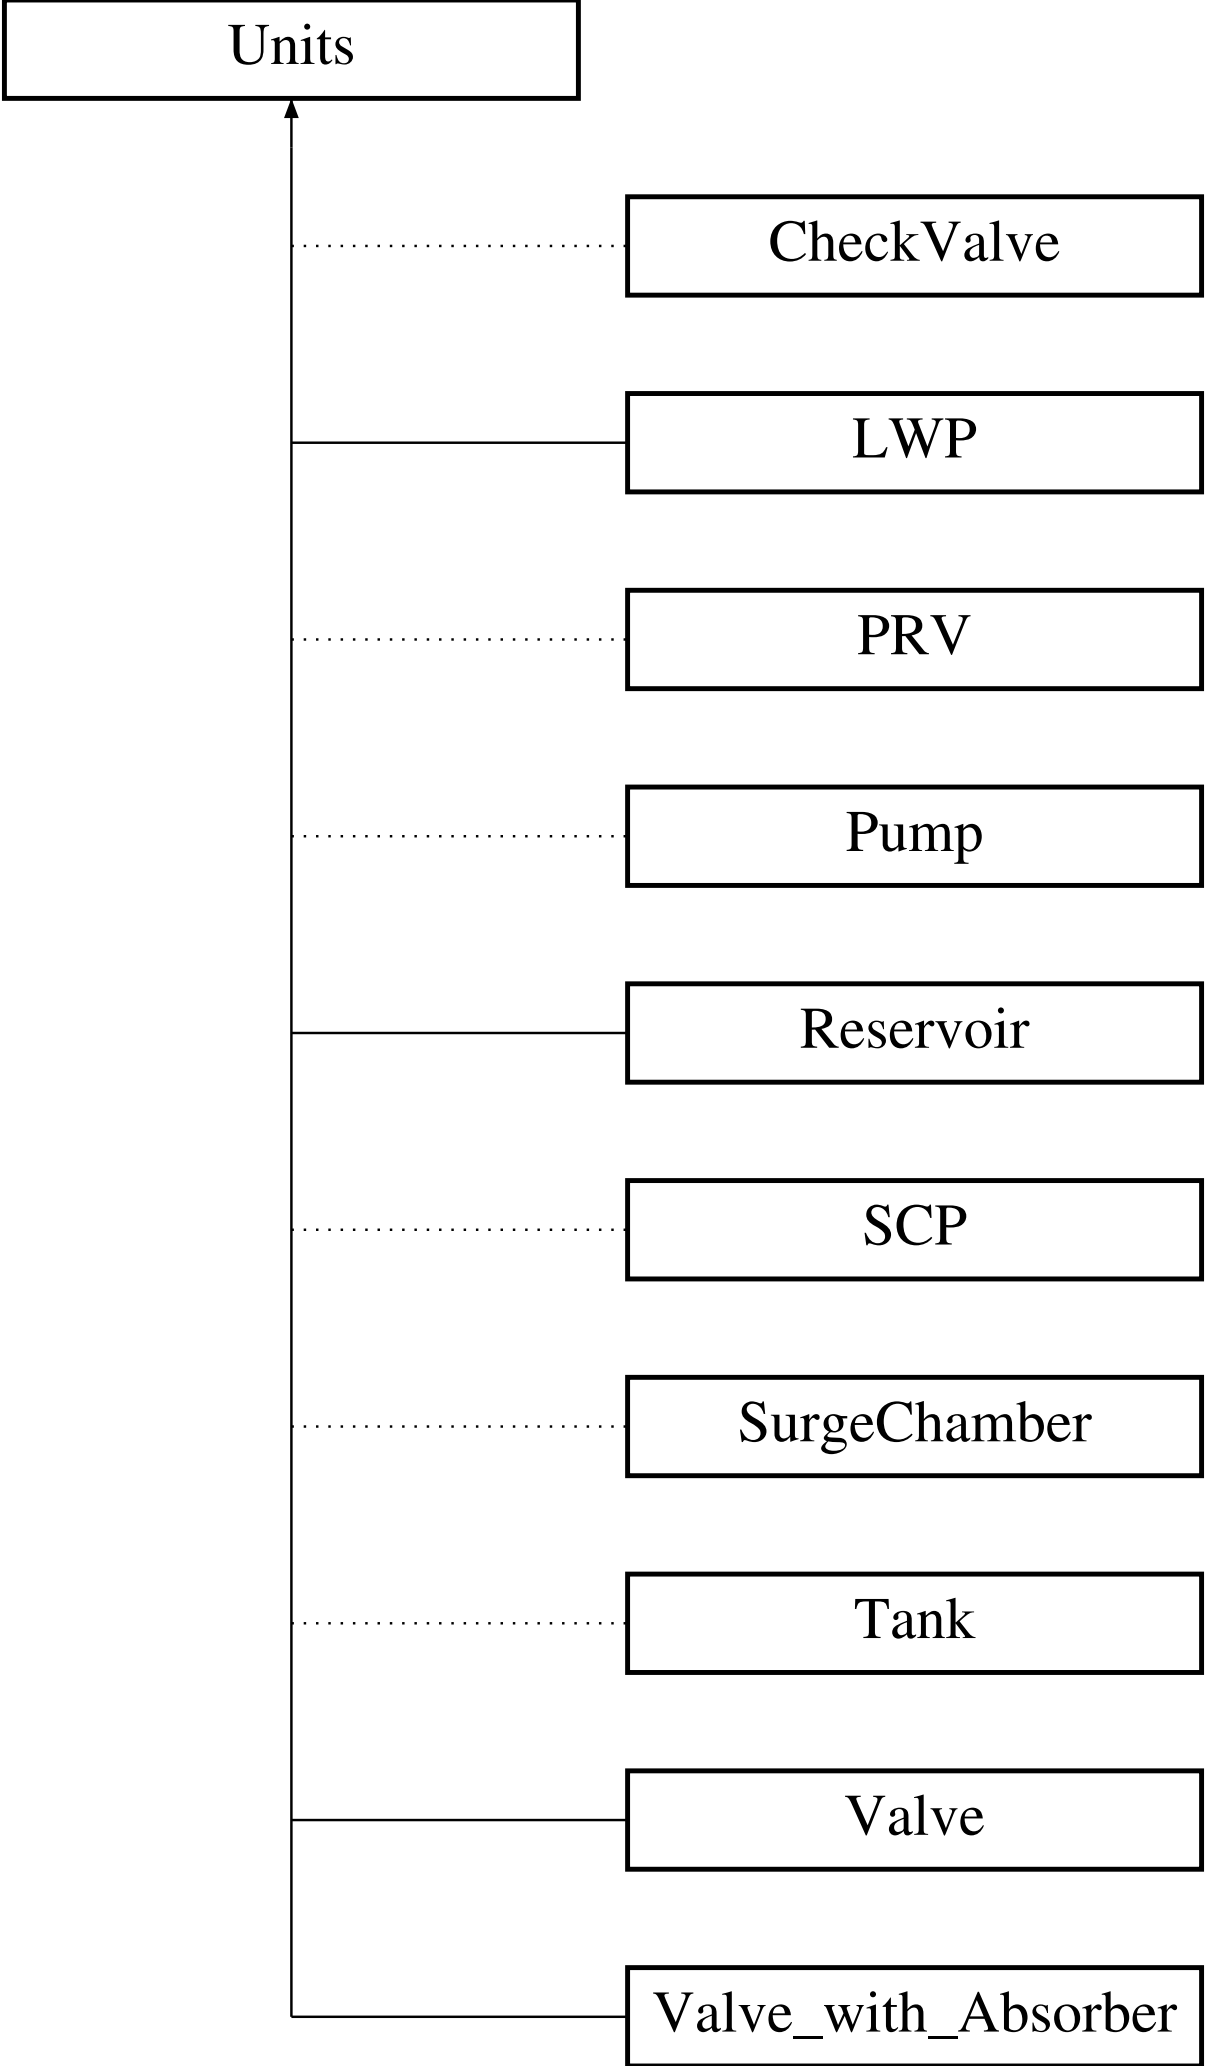 Units
CheckValve
LWP
PRV
Pump
Reservoir
SCP
SurgeChamber
Tank
Valve
Valve_with_Absorber